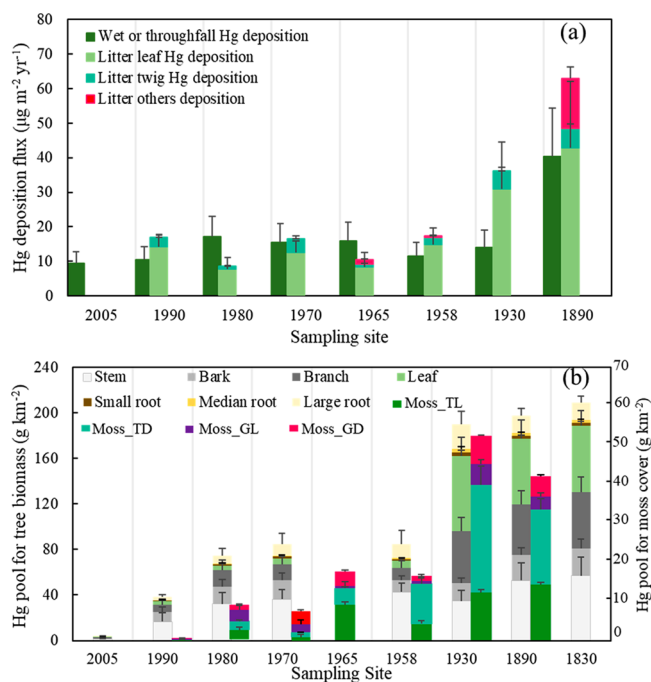 (a)
Wet or throughfall Hg deposition
Litter leaf Hg deposition
Litter twig Hg deposition
Litter others deposition
Hg deposition flux (µg m⁻² yr⁻¹)
80
70
60
50
40
30
20
10
0
2005 1990 1980 1970 1965 1958 1930 1890
Sampling site
(b)
Stem Bark Branch Leaf
Small root Median root Large root Moss_TL
Moss_TD Moss_GL Moss_GD
Hg pool for tree biomass (g km⁻²)
240
200
160
120
80
40
0
Hg pool for moss cover (g km⁻²)
70
60
50
40
30
20
10
0
2005 1990 1980 1970 1965 1958 1930 1890 1830
Sampling Site